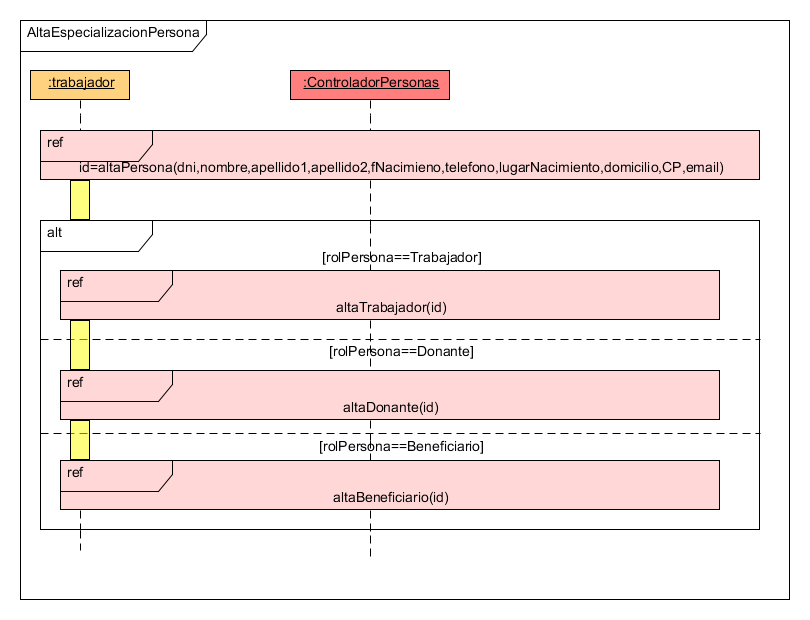 AltaEspecializacionPersona
:trabajador
:ControladorPersonas
ref
id=altaPersona(dni,nombre,apellido1,apellido2,fNacimieno,telefono,lugarNacimiento,domicilio,CP,email)
alt
[rolPersona==Trabajador]
ref
altaTrabajador(id)
[rolPersona==Donante]
ref
altaDonante(id)
[rolPersona==Beneficiario]
ref
altaBeneficiario(id)